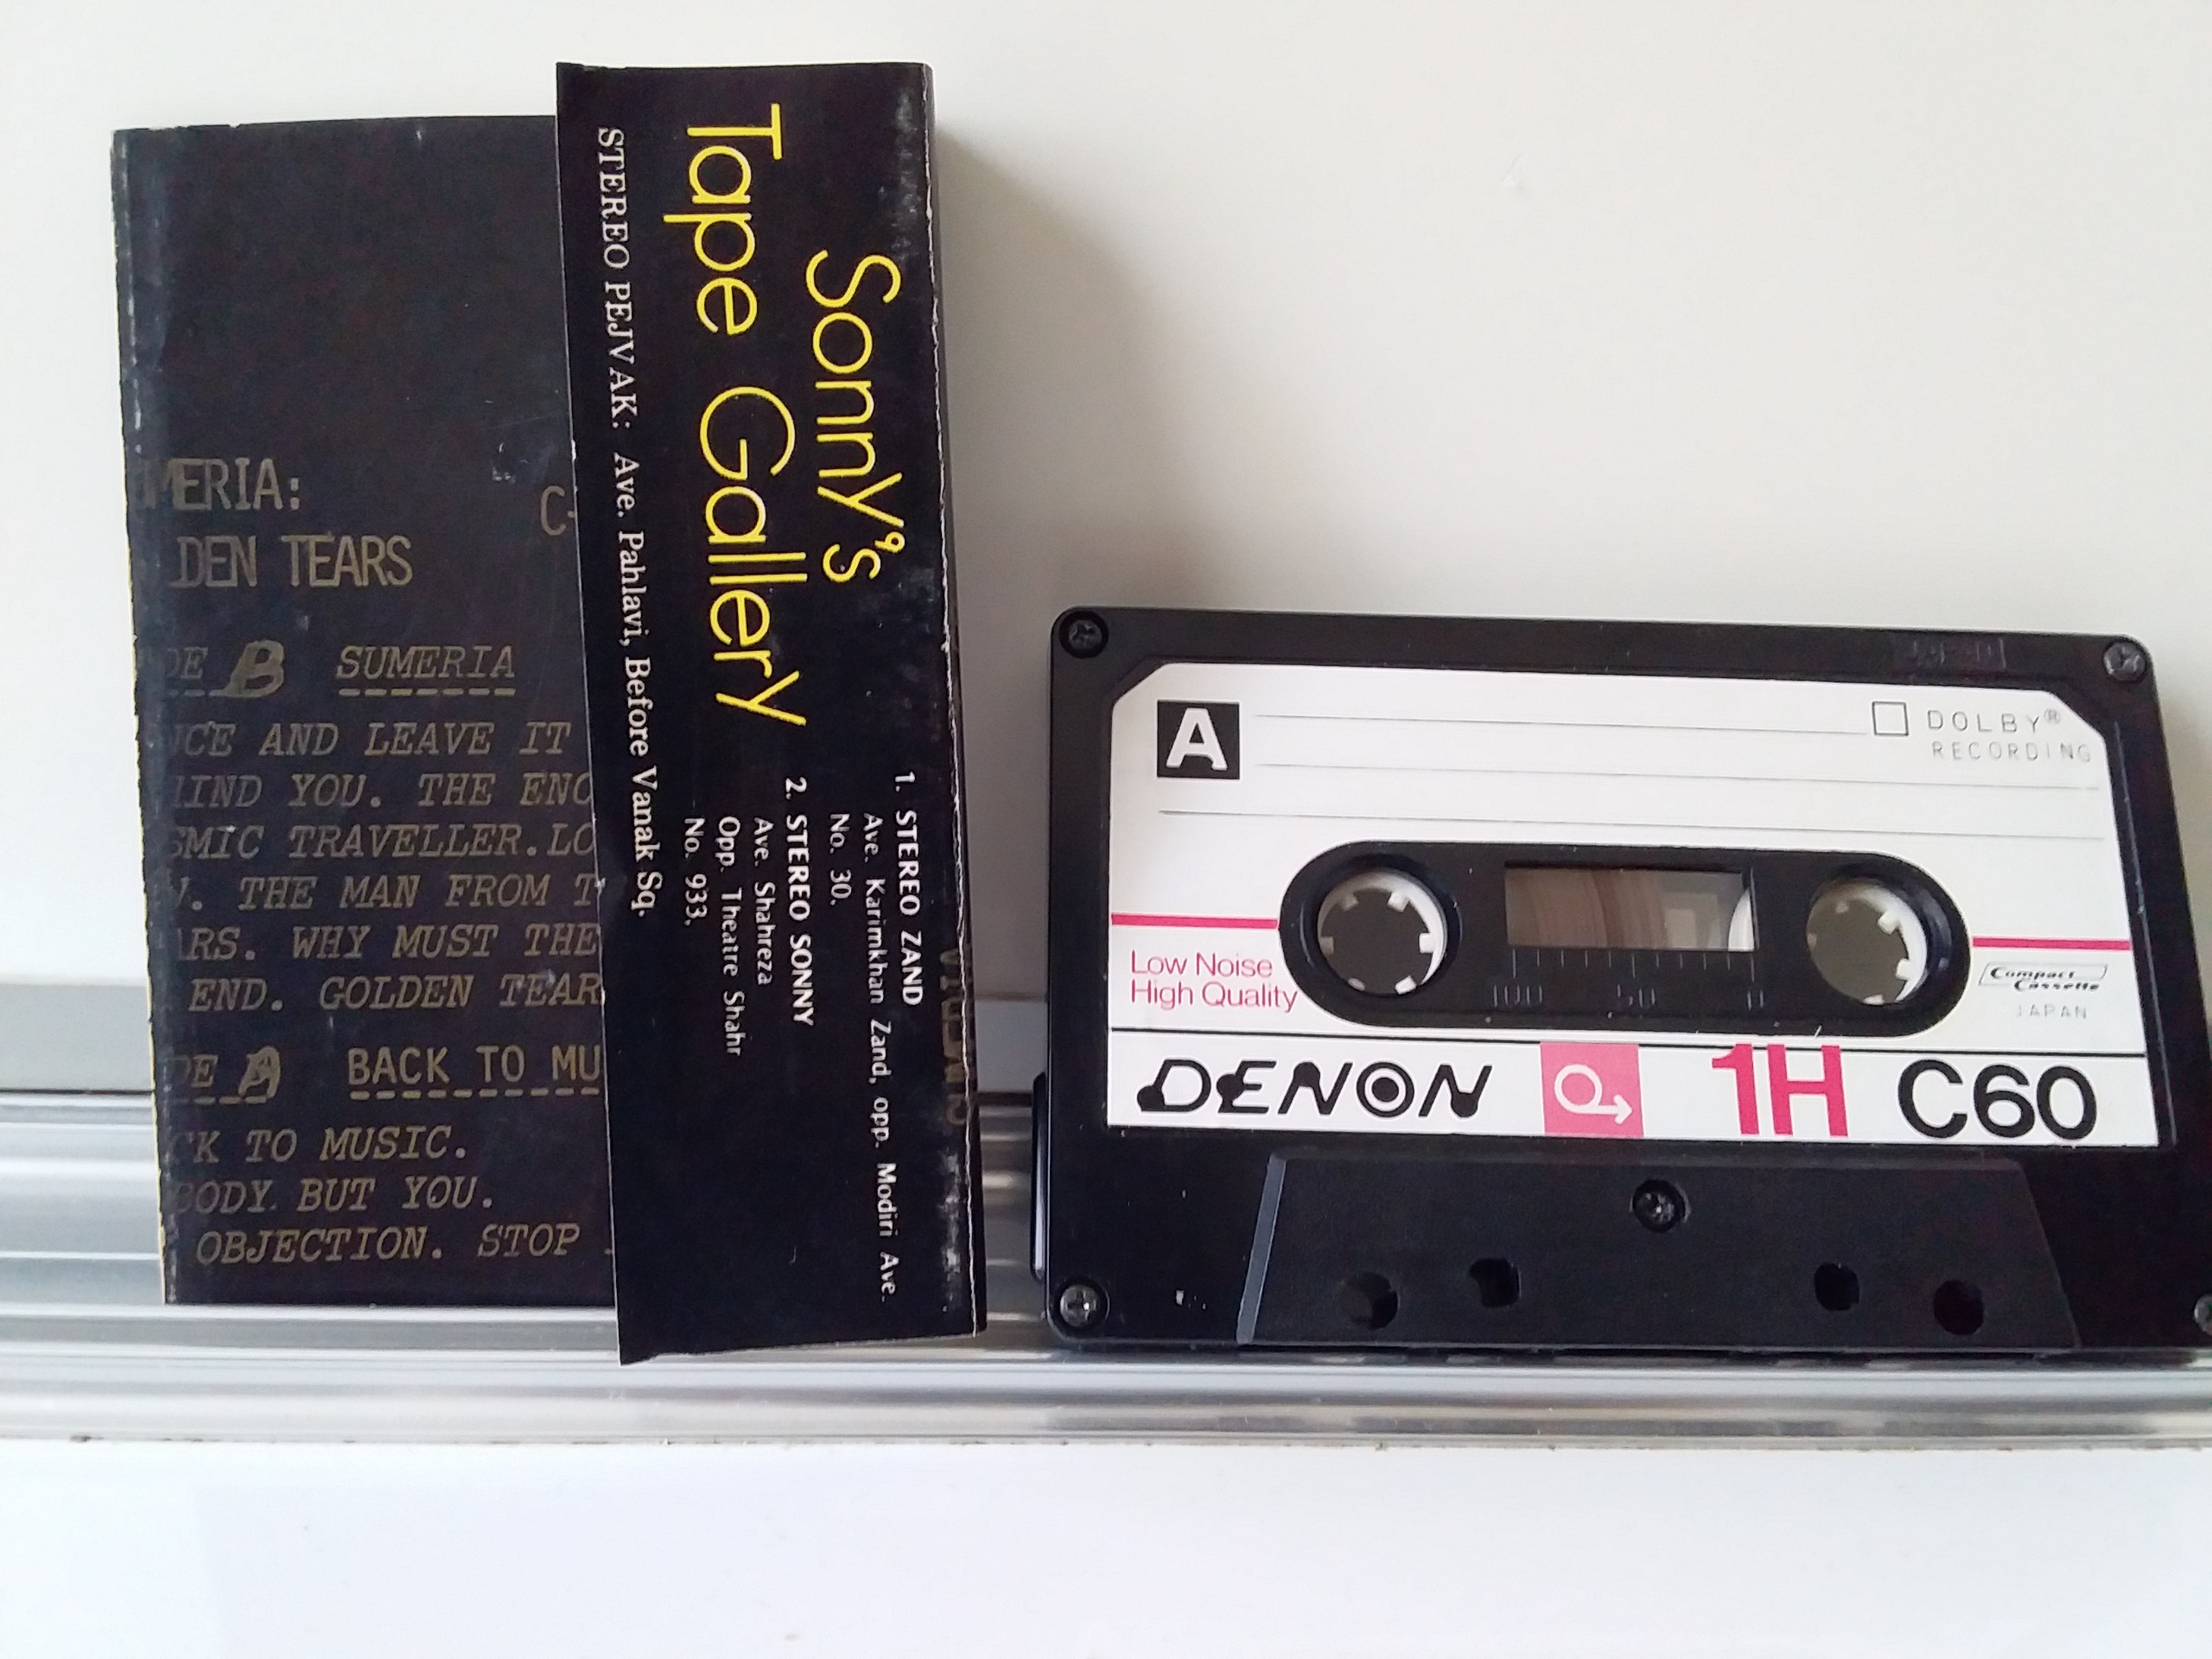 MERIA:
C-
DEN TEARS
DE B SUMERIA
NCE AND LEAVE IT
HIND YOU. THE ENC
SMIC TRAVELLER.LO
THE MAN FROM T
ARS. WHY MUST THE
END. GOLDEN TEAR
DE A BACK TO MU
CK TO MUSIC.
BODY BUT YOU.
OBJECTION. STOP
Sonny's
Tape Gallery
STEREO PEJVAK: Ave. Pahlavi, Before Vanak Sq.
1. STEREO ZAND
Ave. Karimkhan Zand, opp. Modiri Ave.
No. 30.
2. STEREO SONNY
Ave. Shahreza
Opp. Theatre Shahr
No. 933.
A
DOLBY®
RECORDING
Low Noise
High Quality
100 50 0
Compact
Cassette
JAPAN
DENON 1H C60